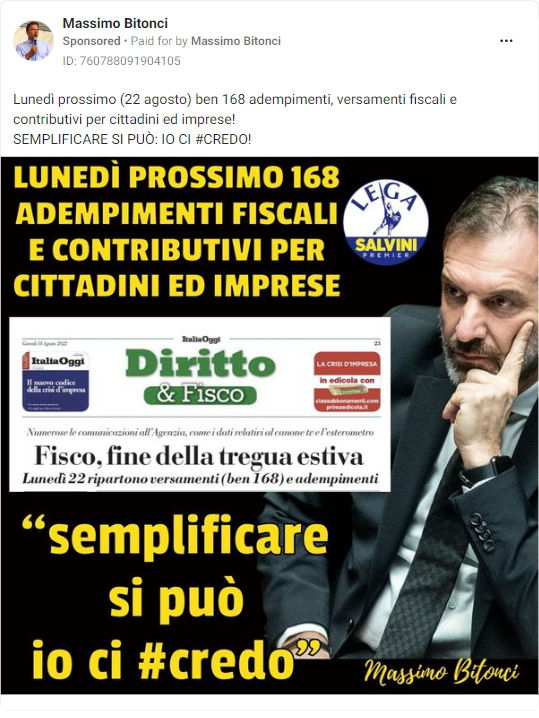 Massimo Bitonci
Sponsored • Paid for by Massimo Bitonci
ID: 760788091904105
Lunedì prossimo (22 agosto) ben 168 adempimenti, versamenti fiscali e
contributivi per cittadini ed imprese!
SEMPLIFICARE SI PUÒ: IO CI #CREDO!
LUNEDÌ PROSSIMO 168
ADEMPIMENTI FISCALI
E CONTRIBUTIVI PER
CITTADINI ED IMPRESE
LEGA
SALVINI
PREMIER
Giovedì 18 Agosto 2022
ItaliaOggi
23
ItaliaOggi
Il nuovo codice
della crisi d'impresa
Diritto
& Fisco
LA CRISI D'IMPRESA
in edicola con
classabbonamenti.com
primaedicola.it
Numerose le comunicazioni all'Agenzia, come i dati relativi al canone tv e l'esterometro
Fisco, fine della tregua estiva
Lunedì 22 ripartono versamenti (ben 168) e adempimenti
“semplificare
si può
io ci #credo”
Massimo Bitonci